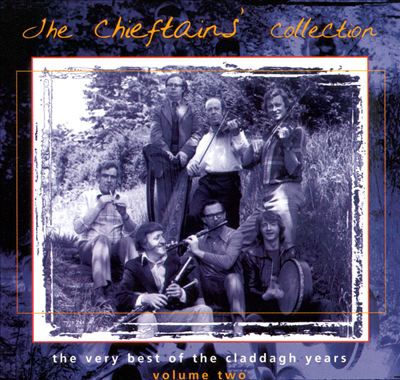 The Chieftains' Collection
the very best of the claddagh years
volume two